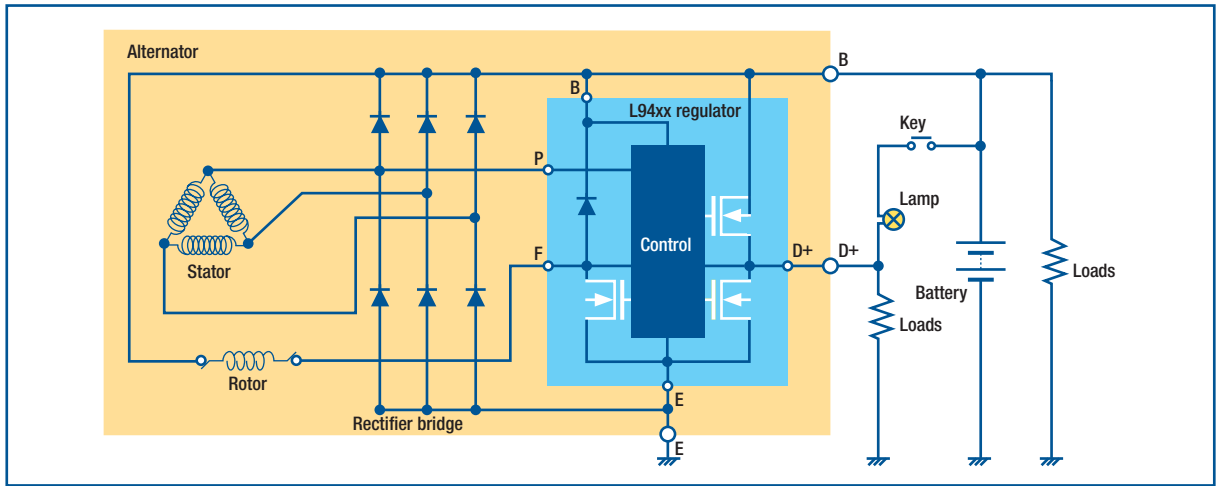 Alternator
B
B
L94xx regulator
Key
P
Lamp
Control
Stator
F
D+
D+
Loads
Battery
Loads
Rotor
E
Rectifier bridge
E